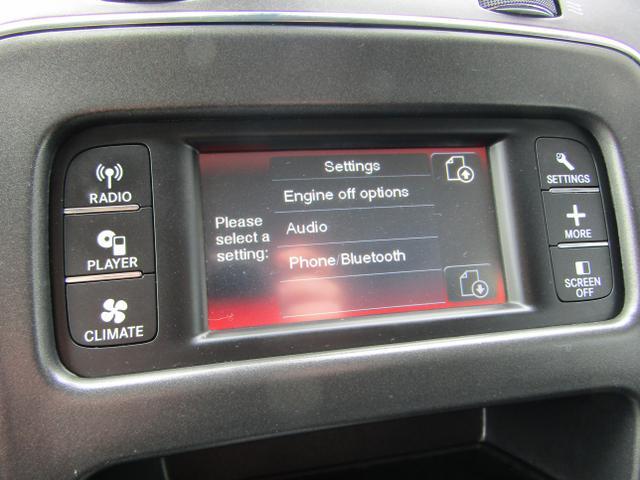 RADIO
PLAYER
CLIMATE
Settings
Engine off options
Audio
Phone/Bluetooth
Please
select a
setting:
SETTINGS
MORE
SCREEN
OFF